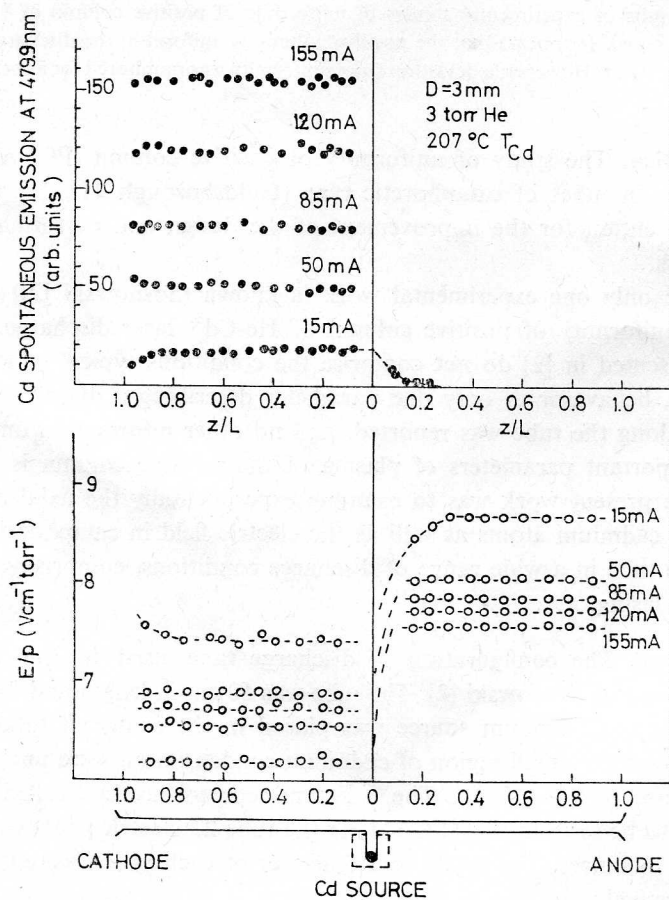 Cd SPONTANEOUS EMISSION AT 479.9nm
(arb. units)
150
100
50
155mA
120mA
85mA
50mA
15mA
D=3mm
3 torr He
207 °C TCd
1.0 0.8 0.6 0.4 0.2 0 0.2 0.4 0.6 0.8 1.0
z/L z/L
E/p (Vcm⁻¹torr⁻¹)
9
8
7
15mA
50mA
85mA
120mA
155mA
1.0 0.8 0.6 0.4 0.2 0 0.2 0.4 0.6 0.8 1.0
z/L z/L
CATHODE ANODE
Cd SOURCE